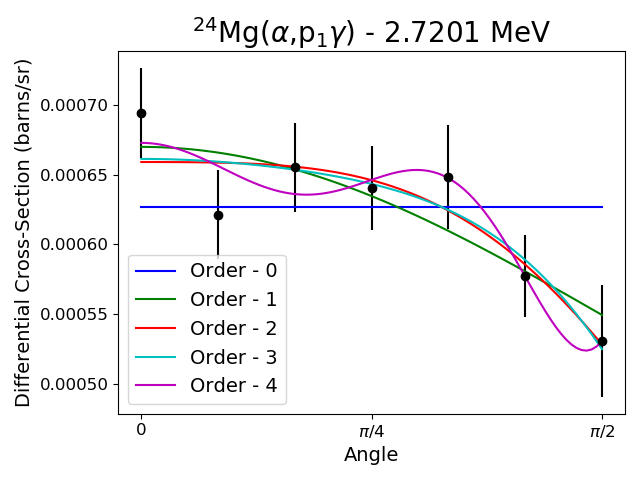 ²⁴Mg(α,p₁γ) - 2.7201 MeV
Differential Cross-Section (barns/sr)
0.00070
0.00065
0.00060
0.00055
0.00050
Order - 0
Order - 1
Order - 2
Order - 3
Order - 4
0 π/4 π/2
Angle